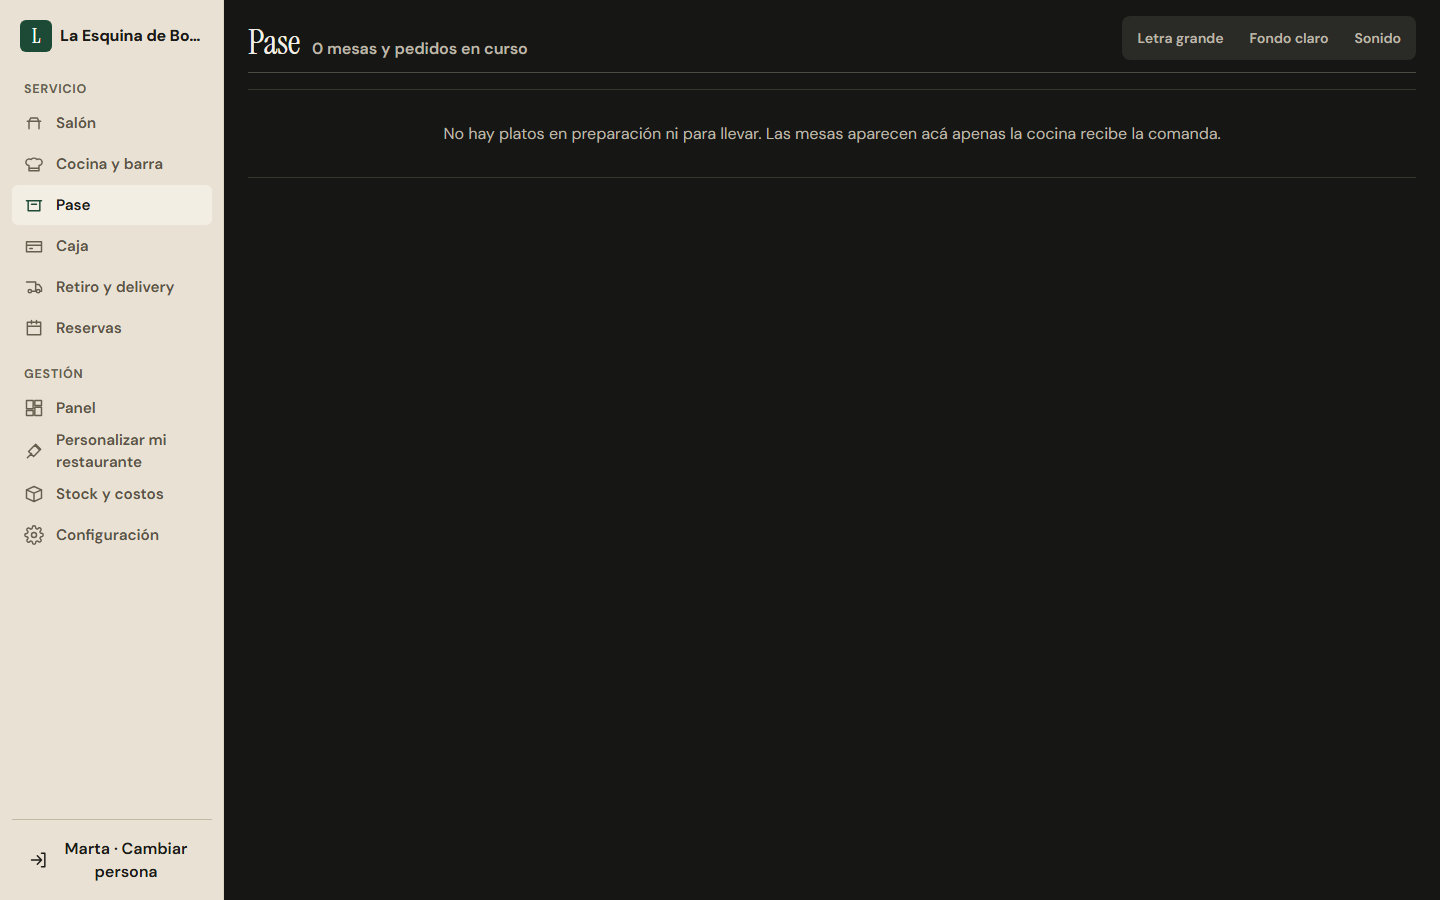 L La Esquina de Bo...
SERVICIO
Salón
Cocina y barra
Pase
Caja
Retiro y delivery
Reservas
GESTIÓN
Panel
Personalizar mi
restaurante
Stock y costos
Configuración
Marta · Cambiar
persona
Pase 0 mesas y pedidos en curso
Letra grande Fondo claro Sonido
No hay platos en preparación ni para llevar. Las mesas aparecen acá apenas la cocina recibe la comanda.